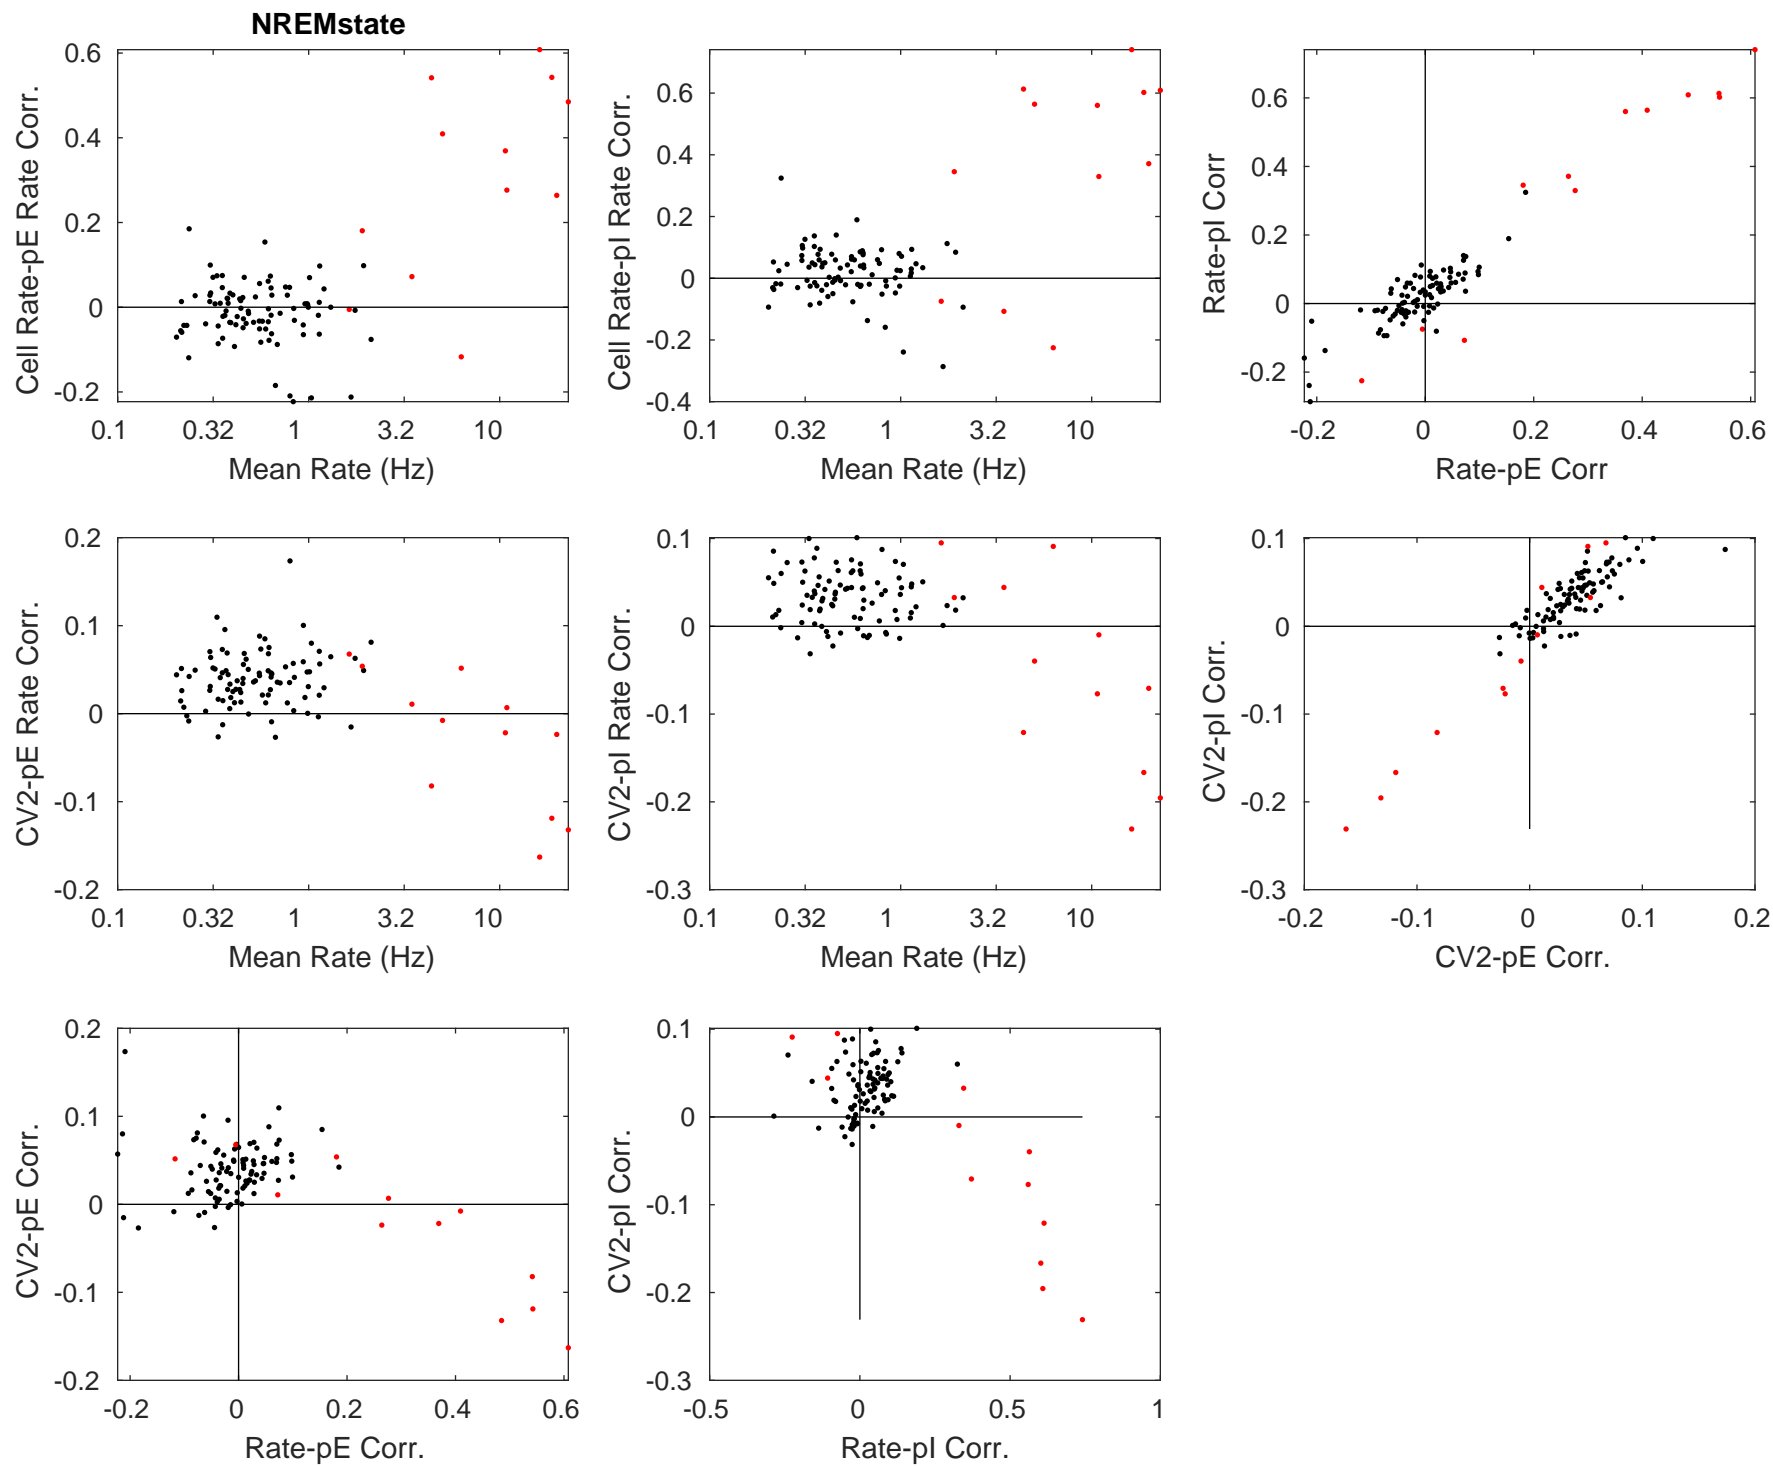 NREMstate
0.6
0.4
0.2
0
-0.2
Cell Rate-pE Rate Corr.
0.1 0.32 1 3.2 10
Mean Rate (Hz)
0.6
0.4
0.2
0
-0.2
-0.4
Cell Rate-pI Rate Corr.
0.1 0.32 1 3.2 10
Mean Rate (Hz)
0.6
0.4
0.2
0
-0.2
Rate-pI Corr
-0.2 0 0.2 0.4 0.6
Rate-pE Corr
0.2
0.1
0
-0.1
-0.2
CV2-pE Rate Corr.
0.1 0.32 1 3.2 10
Mean Rate (Hz)
0.1
0
-0.1
-0.2
-0.3
CV2-pI Rate Corr.
0.1 0.32 1 3.2 10
Mean Rate (Hz)
0.1
0
-0.1
-0.2
-0.3
CV2-pI Corr.
-0.2 -0.1 0 0.1 0.2
CV2-pE Corr.
0.2
0.1
0
-0.1
-0.2
CV2-pE Corr.
-0.2 0 0.2 0.4 0.6
Rate-pE Corr.
0.1
0
-0.1
-0.2
-0.3
CV2-pI Corr.
-0.5 0 0.5 1
Rate-pI Corr.